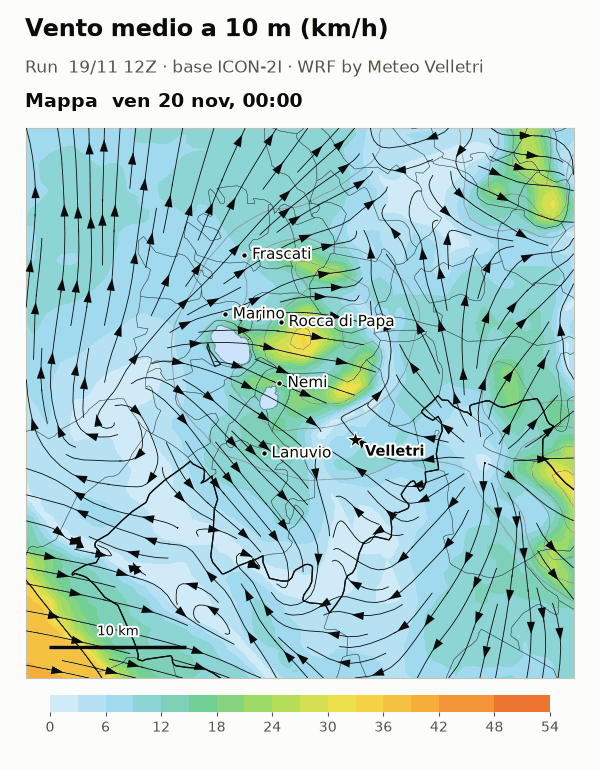 Vento medio a 10 m (km/h)
Run  19/11 12Z · base ICON-2I · WRF by Meteo Velletri
Mappa  ven 20 nov, 00:00
Frascati
Marino
Rocca di Papa
Nemi
Velletri
Lanuvio
10 km
0 6 12 18 24 30 36 42 48 54